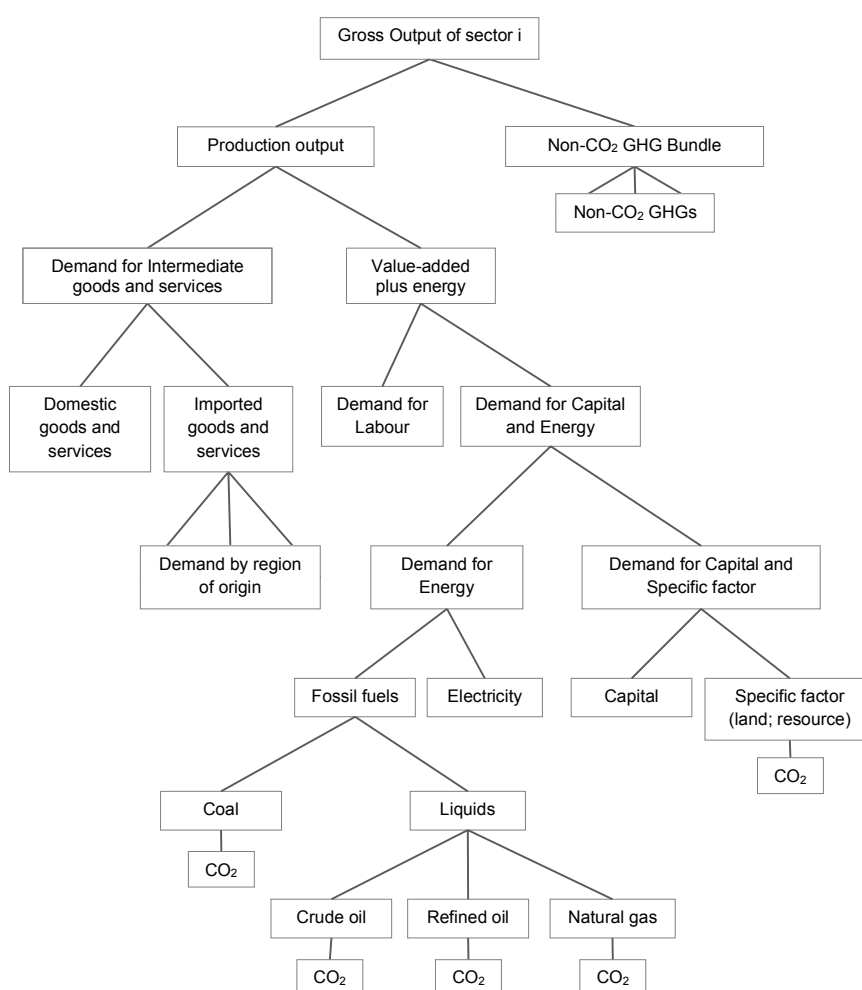 Gross Output of sector i
Production output
Non-CO₂ GHG Bundle
Non-CO₂ GHGs
Demand for Intermediate
goods and services
Value-added
plus energy
Domestic
goods and
services
Imported
goods and
services
Demand for
Labour
Demand for Capital
and Energy
Demand by region
of origin
Demand for
Energy
Demand for Capital and
Specific factor
Fossil fuels
Electricity
Capital
Specific factor
(land; resource)
CO₂
Coal
Liquids
CO₂
Crude oil
Refined oil
Natural gas
CO₂
CO₂
CO₂